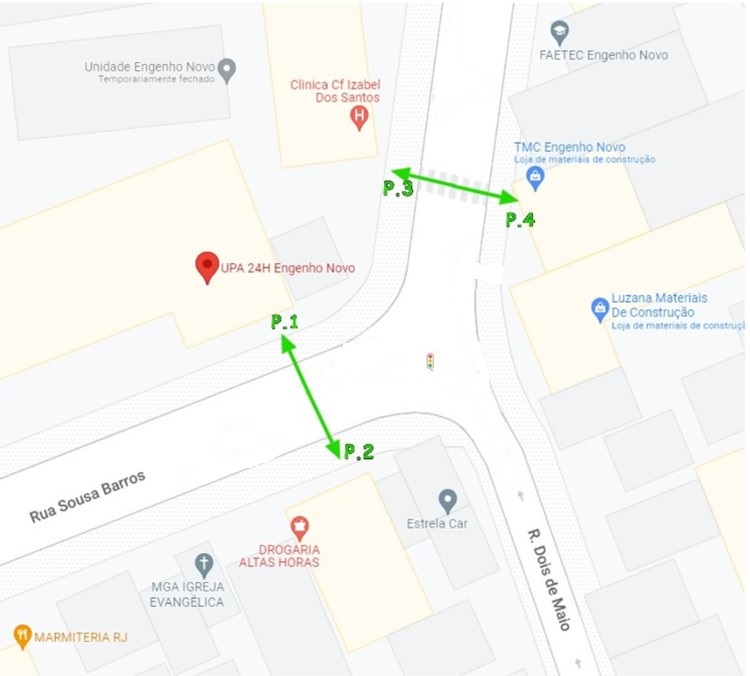 Unidade Engenho Novo
Temporariamente fechado
FAETEC Engenho Novo
Clinica Cf Izabel
Dos Santos
TMC Engenho Novo
Loja de materiais de construção
P.3
P.4
UPA 24H Engenho Novo
Luzana Materiais
De Construção
Loja de materiais de construçã
P.1
P.2
Rua Sousa Barros
Estrela Car
DROGARIA
ALTAS HORAS
R. Dois de Maio
MGA IGREJA
EVANGÉLICA
MARMITERIA RJ